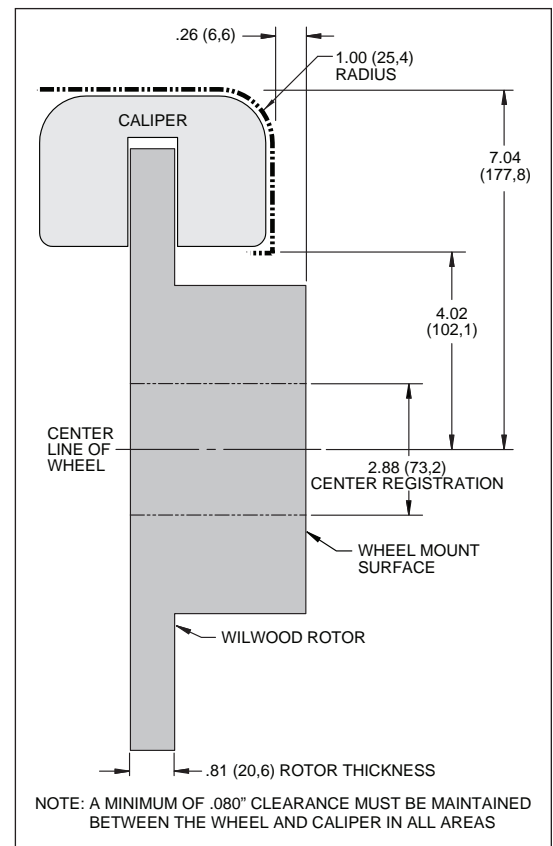 .26 (6,6)
1.00 (25,4)
RADIUS
CALIPER
7.04
(177,8)
4.02
(102,1)
CENTER
LINE OF
WHEEL
2.88 (73,2)
CENTER REGISTRATION
WHEEL MOUNT
SURFACE
WILWOOD ROTOR
.81 (20,6) ROTOR THICKNESS
NOTE: A MINIMUM OF .080" CLEARANCE MUST BE MAINTAINED
BETWEEN THE WHEEL AND CALIPER IN ALL AREAS